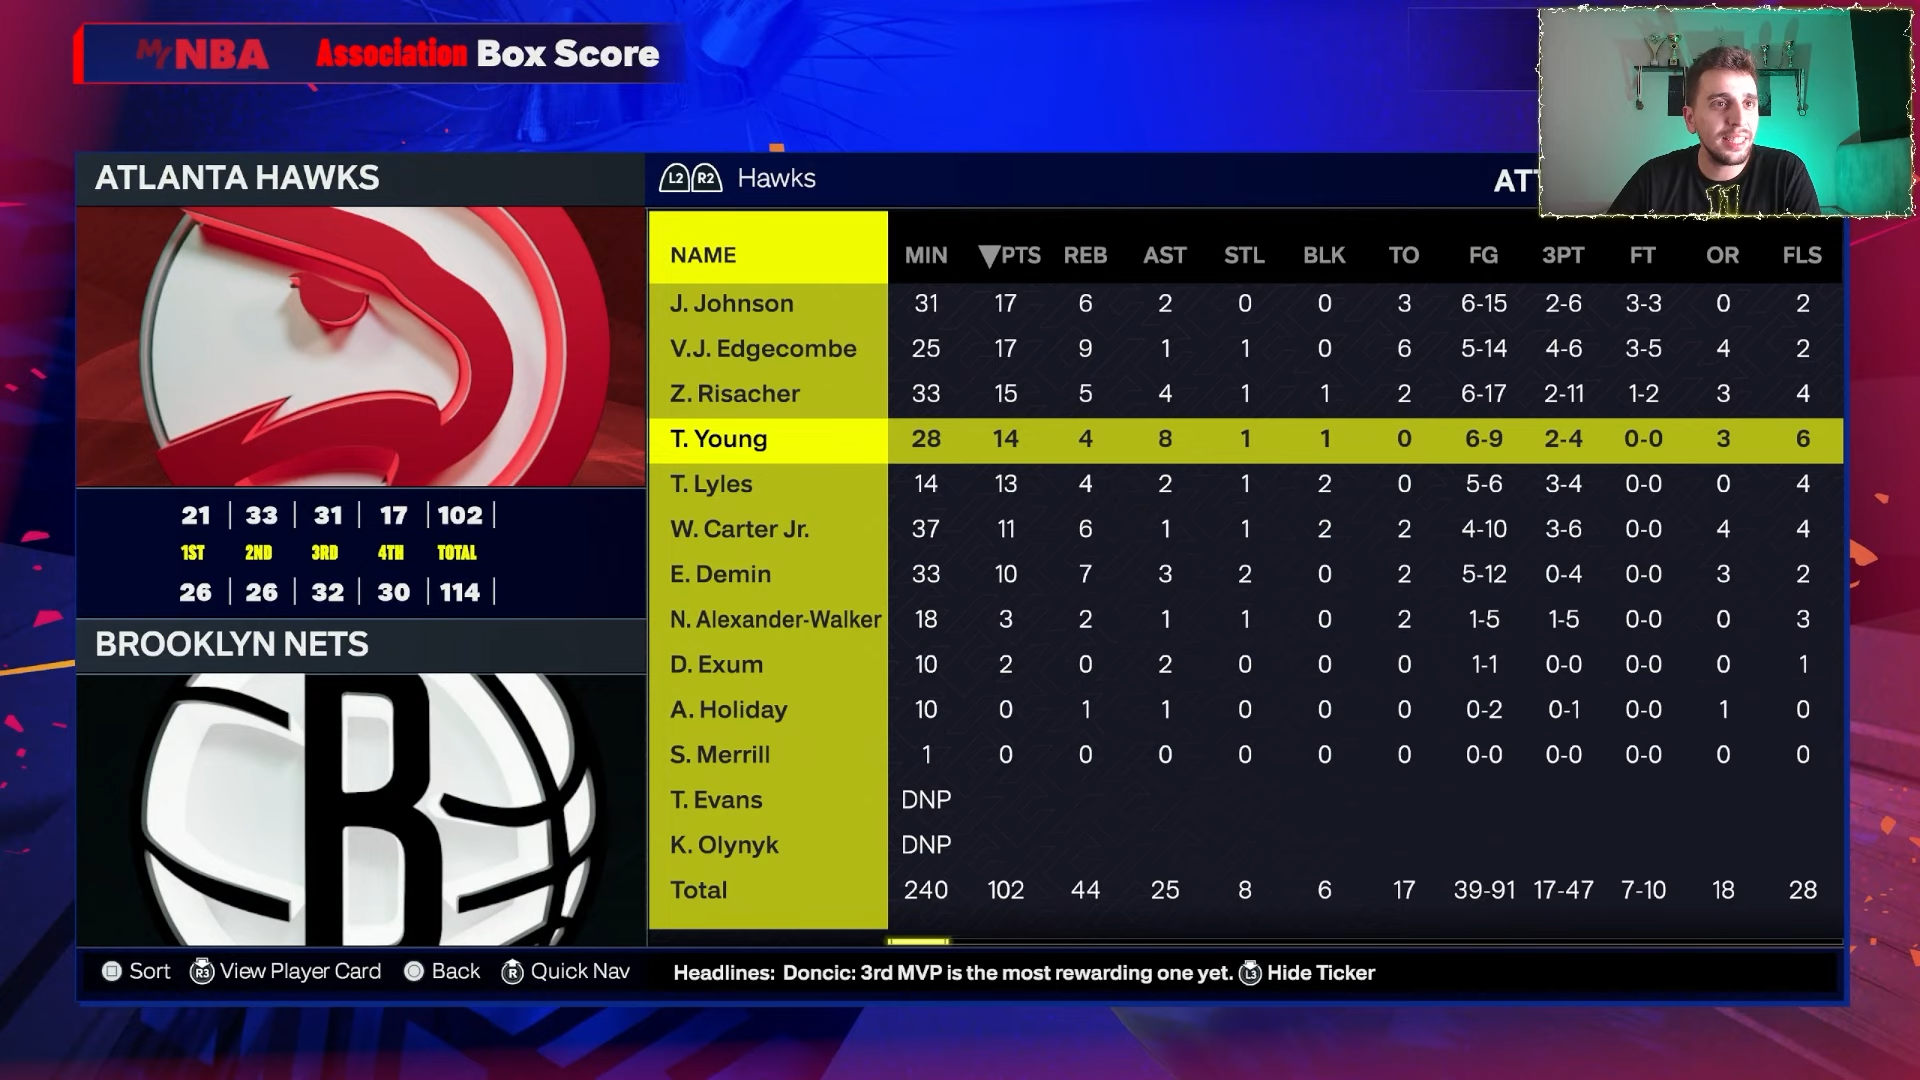 My NBA Association Box Score
ATLANTA HAWKS
21 33 31 17 102
1ST 2ND 3RD 4TH TOTAL
26 26 32 30 114
BROOKLYN NETS
B
L2 R2 Hawks
NAME MIN ▼PTS REB AST STL BLK TO FG 3PT FT OR FLS
J. Johnson 31 17 6 2 0 0 3 6-15 2-6 3-3 0 2
V.J. Edgecombe 25 17 9 1 1 0 6 5-14 4-6 3-5 4 2
Z. Risacher 33 15 5 4 1 1 2 6-17 2-11 1-2 3 4
T. Young 28 14 4 8 1 1 0 6-9 2-4 0-0 3 6
T. Lyles 14 13 4 2 1 2 0 5-6 3-4 0-0 0 4
W. Carter Jr. 37 11 6 1 1 2 2 4-10 3-6 0-0 4 4
E. Demin 33 10 7 3 2 0 2 5-12 0-4 0-0 3 2
N. Alexander-Walker 18 3 2 1 1 0 2 1-5 1-5 0-0 0 3
D. Exum 10 2 0 2 0 0 0 1-1 0-0 0-0 0 1
A. Holiday 10 0 1 1 0 0 0 0-2 0-1 0-0 1 0
S. Merrill 1 0 0 0 0 0 0 0-0 0-0 0-0 0 0
T. Evans DNP
K. Olynyk DNP
Total 240 102 44 25 8 6 17 39-91 17-47 7-10 18 28
Sort R3 View Player Card Back R Quick Nav
Headlines: Doncic: 3rd MVP is the most rewarding one yet. L3 Hide Ticker